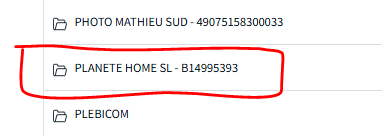 PHOTO MATHIEU SUD - 49075158300033
PLANETE HOME SL - B14995393
PLEBICOM